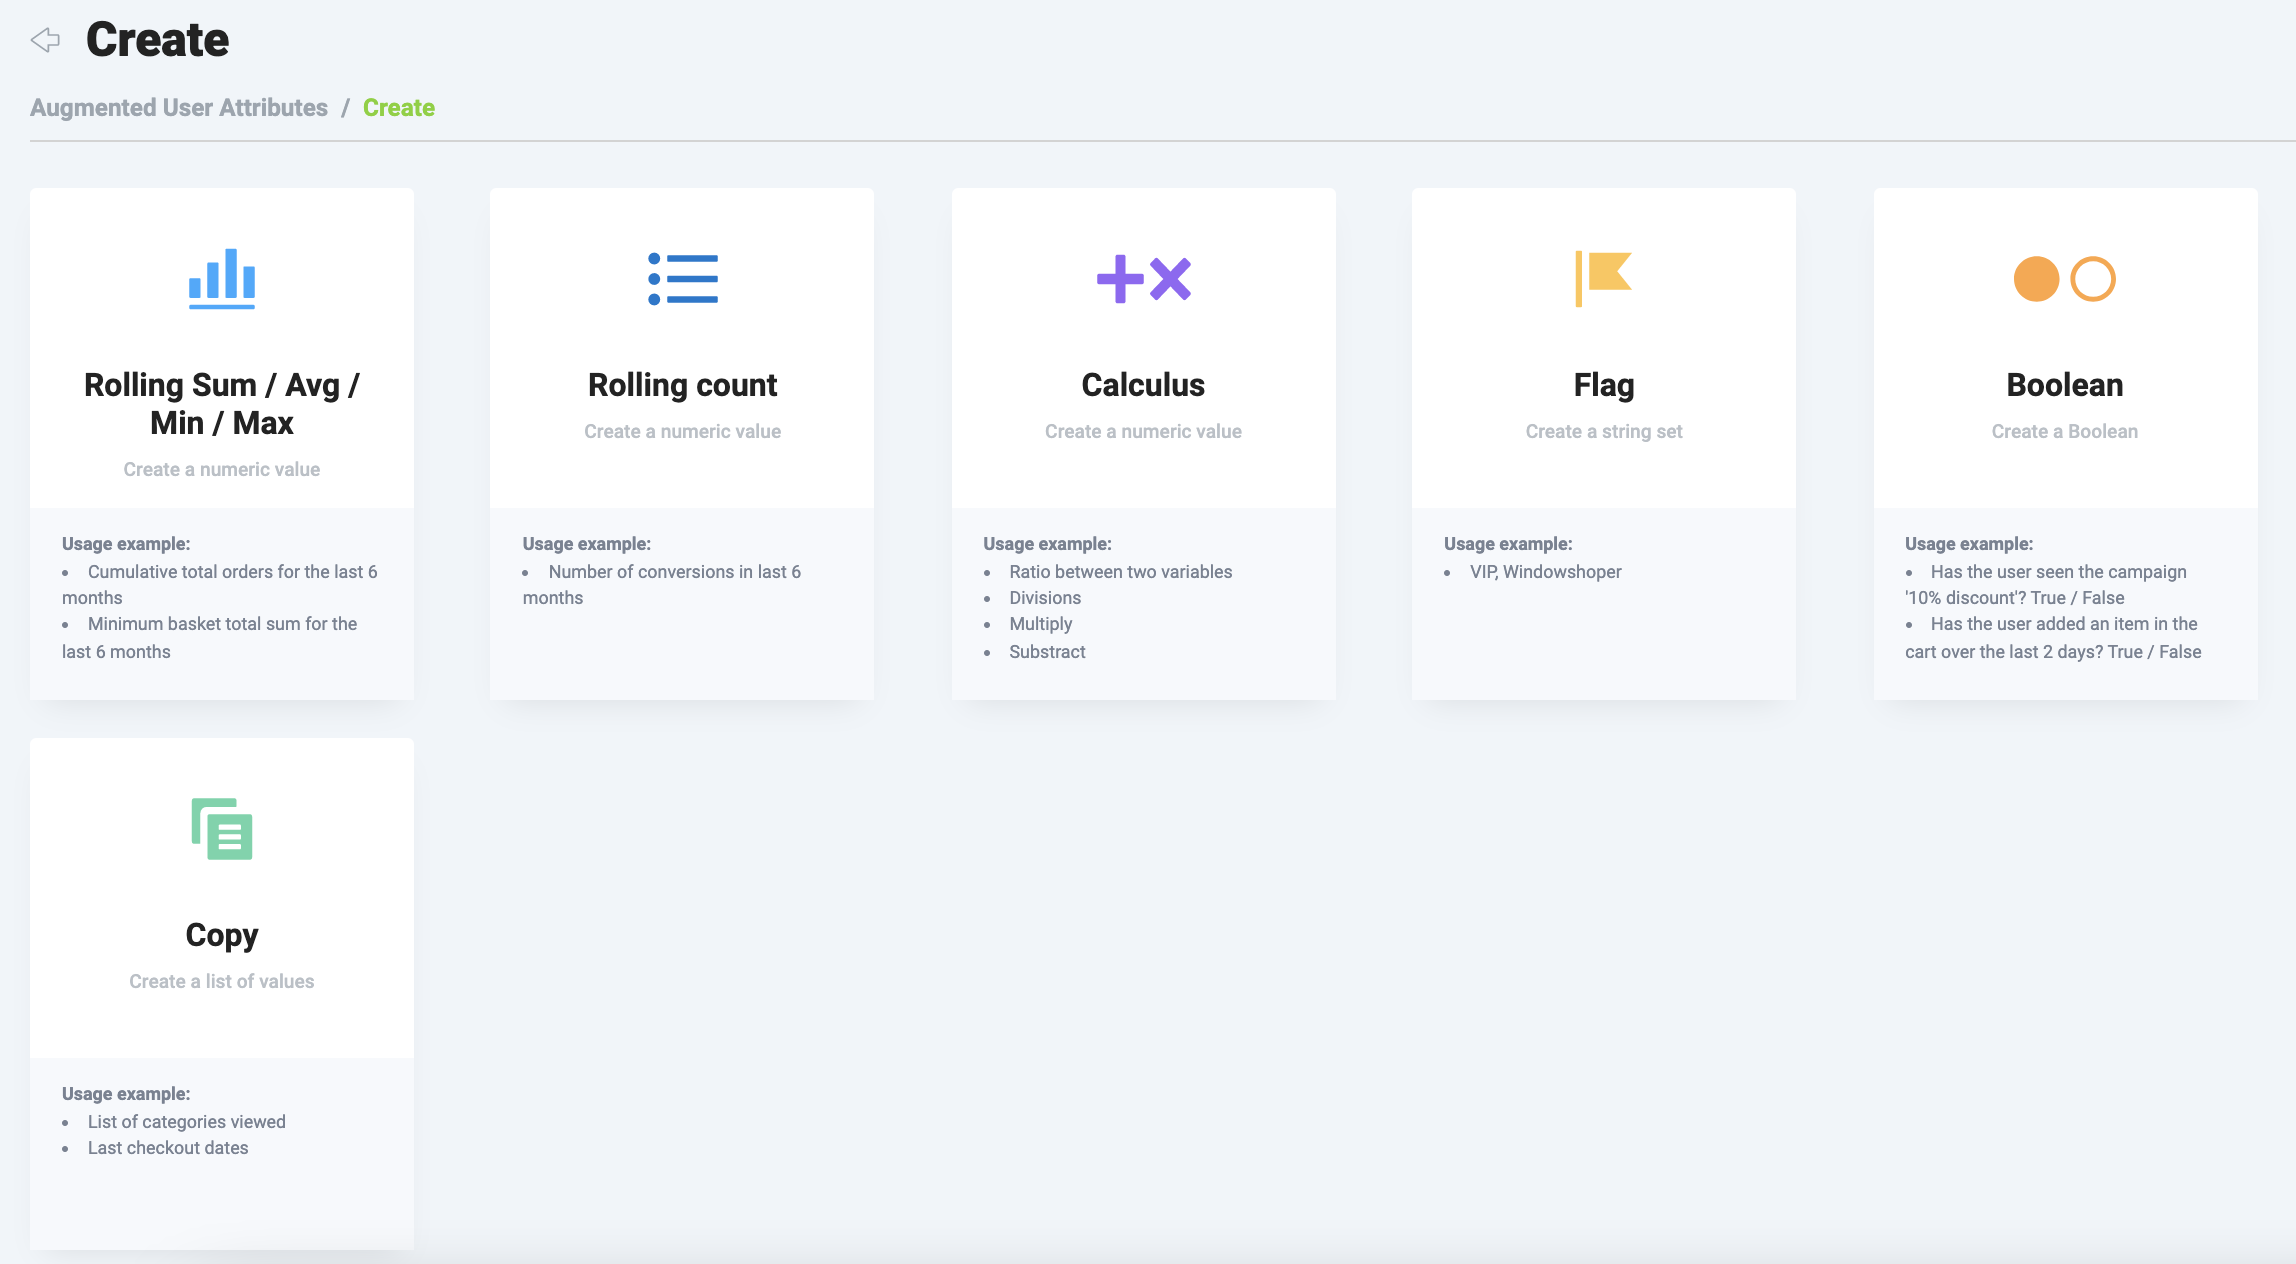 Create
Augmented User Attributes / Create
Rolling Sum / Avg /
Min / Max
Create a numeric value
Usage example:
• Cumulative total orders for the last 6
months
• Minimum basket total sum for the
last 6 months
Rolling count
Create a numeric value
Usage example:
• Number of conversions in last 6
months
Calculus
Create a numeric value
Usage example:
• Ratio between two variables
• Divisions
• Multiply
• Substract
Flag
Create a string set
Usage example:
• VIP, Windowshoper
Boolean
Create a Boolean
Usage example:
• Has the user seen the campaign
'10% discount'? True / False
• Has the user added an item in the
cart over the last 2 days? True / False
Copy
Create a list of values
Usage example:
• List of categories viewed
• Last checkout dates